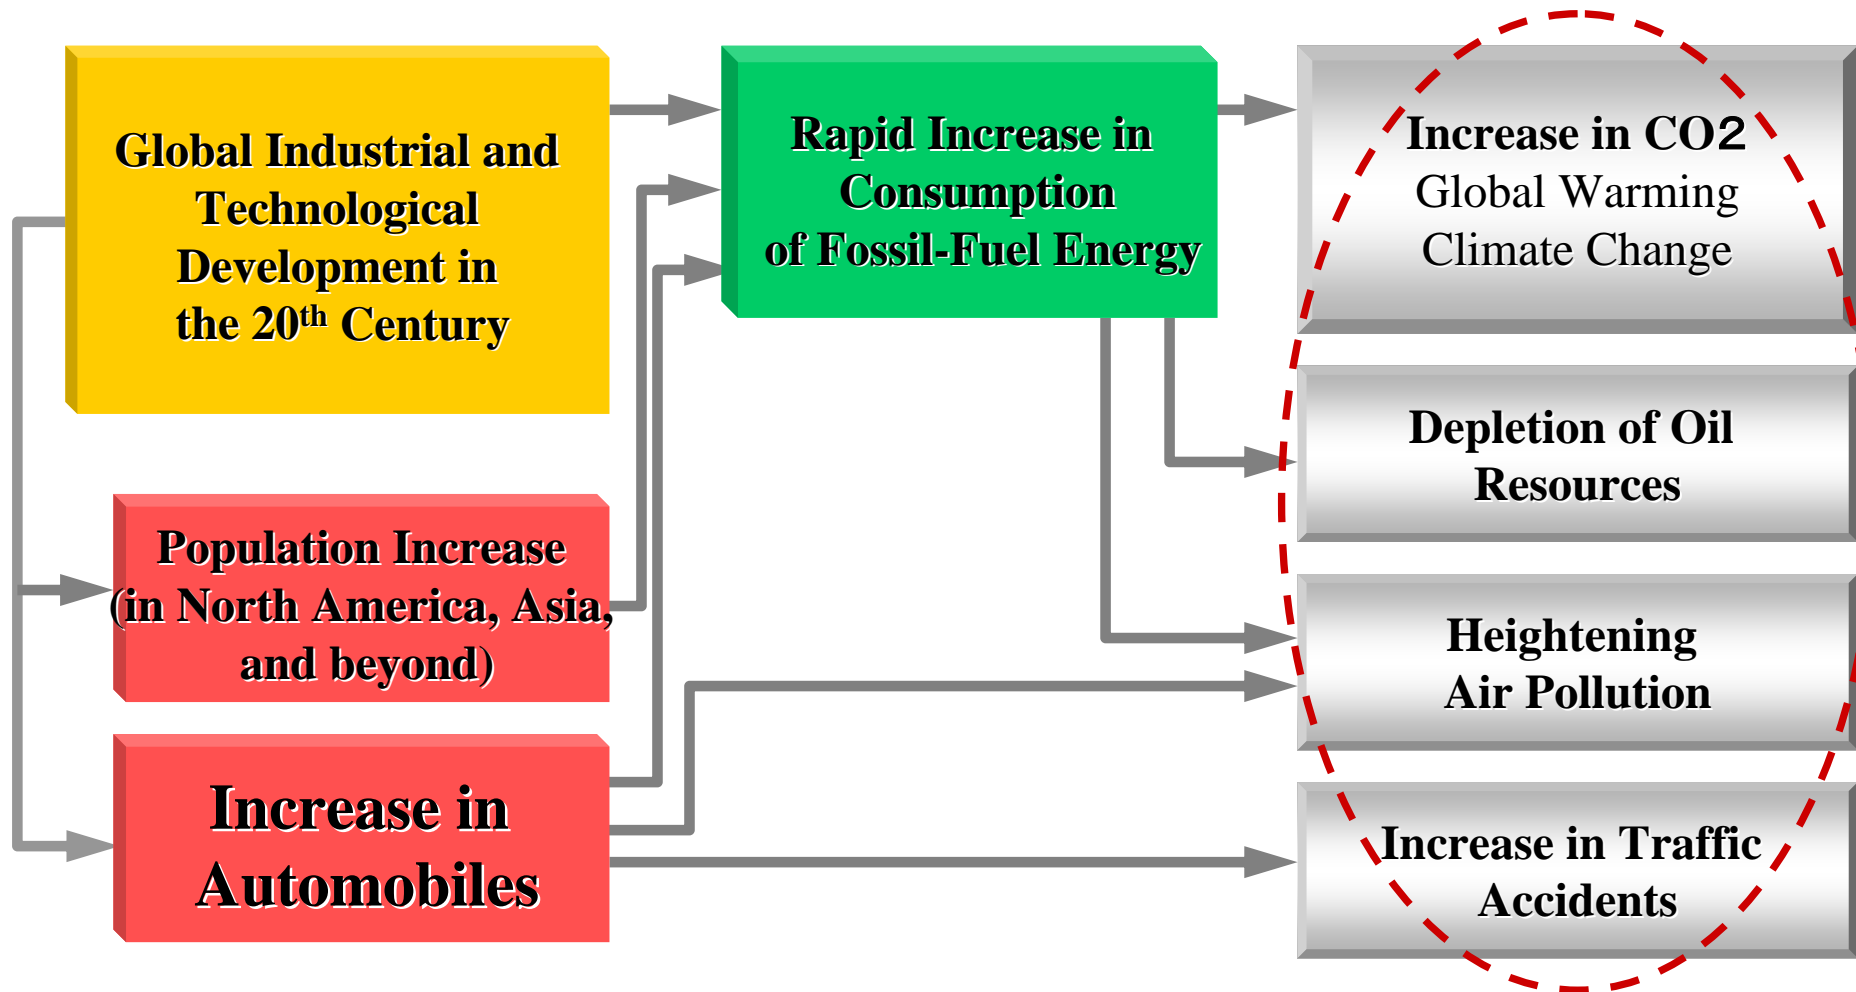 Global Industrial and
Technological
Development in
the 20th Century
Population Increase
(in North America, Asia,
and beyond)
Increase in
Automobiles
Rapid Increase in
Consumption
of Fossil-Fuel Energy
Increase in CO2
Global Warming
Climate Change
Depletion of Oil
Resources
Heightening
Air Pollution
Increase in Traffic
Accidents